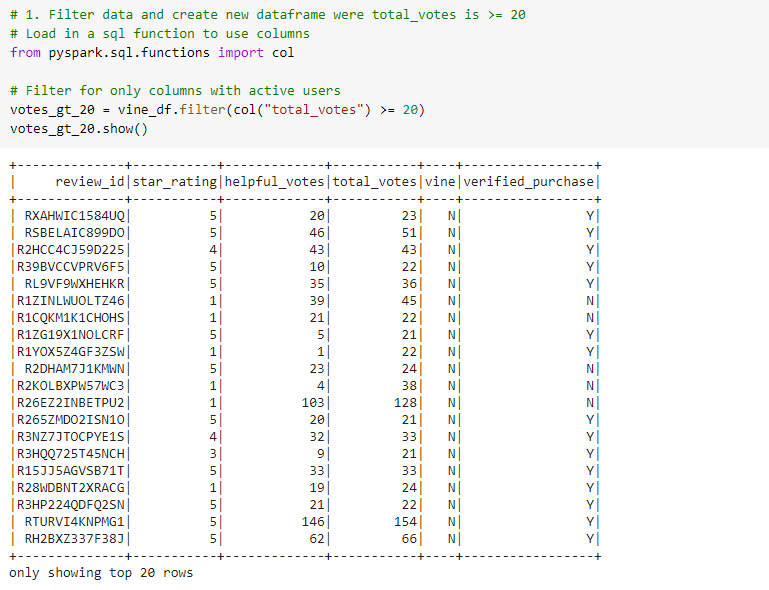 # 1. Filter data and create new dataframe were total_votes is >= 20
# Load in a sql function to use columns
from pyspark.sql.functions import col

# Filter for only columns with active users
votes_gt_20 = vine_df.filter(col("total_votes") >= 20)
votes_gt_20.show()

+--------------+-----------+-------------+-----------+----+-----------------+
|     review_id|star_rating|helpful_votes|total_votes|vine|verified_purchase|
+--------------+-----------+-------------+-----------+----+-----------------+
| RXAHWIC1584UQ|          5|           20|         23|   N|                Y|
| RSBELAIC899DO|          5|           46|         51|   N|                Y|
|R2HCC4CJ59D225|          4|           43|         43|   N|                Y|
|R39BVCCVPRV6F5|          5|           10|         22|   N|                Y|
| RL9VF9WXHEHKR|          5|           35|         36|   N|                Y|
|R1ZINLWUOLTZ46|          1|           39|         45|   N|                N|
|R1CQKM1K1CHOHS|          1|           21|         22|   N|                N|
|R1ZG19X1NOLCRF|          5|            5|         21|   N|                Y|
|R1YOX5Z4GF3ZSW|          1|            1|         22|   N|                Y|
| R2DHAM7J1KMWN|          5|           23|         24|   N|                N|
|R2KOLBXPW57WC3|          1|            4|         38|   N|                N|
|R26EZ2INBETPU2|          1|          103|        128|   N|                N|
|R265ZMDO2ISN1O|          5|           20|         21|   N|                Y|
|R3NZ7JTOCPYE1S|          4|           32|         33|   N|                Y|
|R3HQQ725T45NCH|          3|            9|         21|   N|                Y|
|R15JJ5AGVSB71T|          5|           33|         33|   N|                Y|
|R28WDBNT2XRACG|          1|           19|         24|   N|                Y|
|R3HP224QDFQ2SN|          5|           21|         22|   N|                Y|
| RTURVI4KNPMG1|          5|          146|        154|   N|                Y|
| RH2BXZ337F38J|          5|           62|         66|   N|                Y|
+--------------+-----------+-------------+-----------+----+-----------------+
only showing top 20 rows